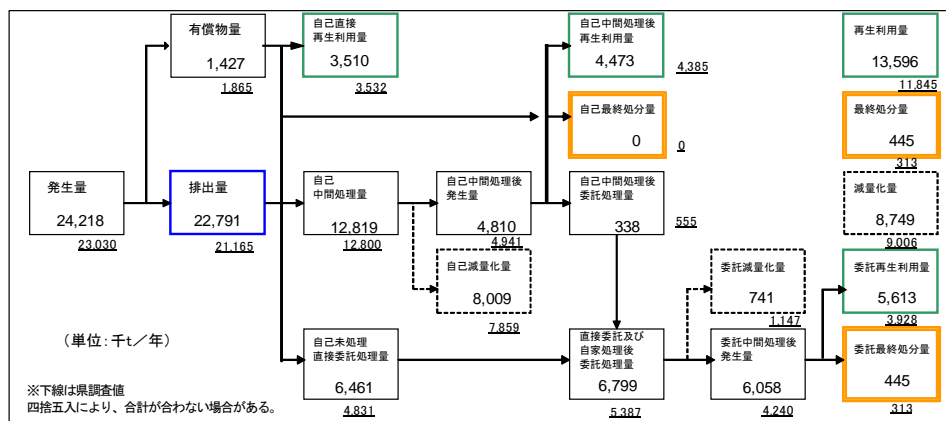 有償物量
1,427
1,865
自己直接
再生利用量
3,510
3,532
自己中間処理後
再生利用量
4,473
4,385
再生利用量
13,596
11,845
自己最終処分量
0
0
最終処分量
445
313
発生量
24,218
23,030
排出量
22,791
21,165
自己
中間処理量
12,819
12,800
自己中間処理後
発生量
4,810
4,941
自己中間処理後
委託処理量
338
555
減量化量
8,749
9,006
自己減量化量
8,009
7,859
委託減量化量
741
1,147
委託再生利用量
5,613
3,928
（単位：千t／年）
自己未処理
直接委託処理量
6,461
4,831
直接委託及び
自家処理後
委託処理量
6,799
5,387
委託中間処理後
発生量
6,058
4,240
委託最終処分量
445
313
※下線は県調査値
四捨五入により、合計が合わない場合がある。